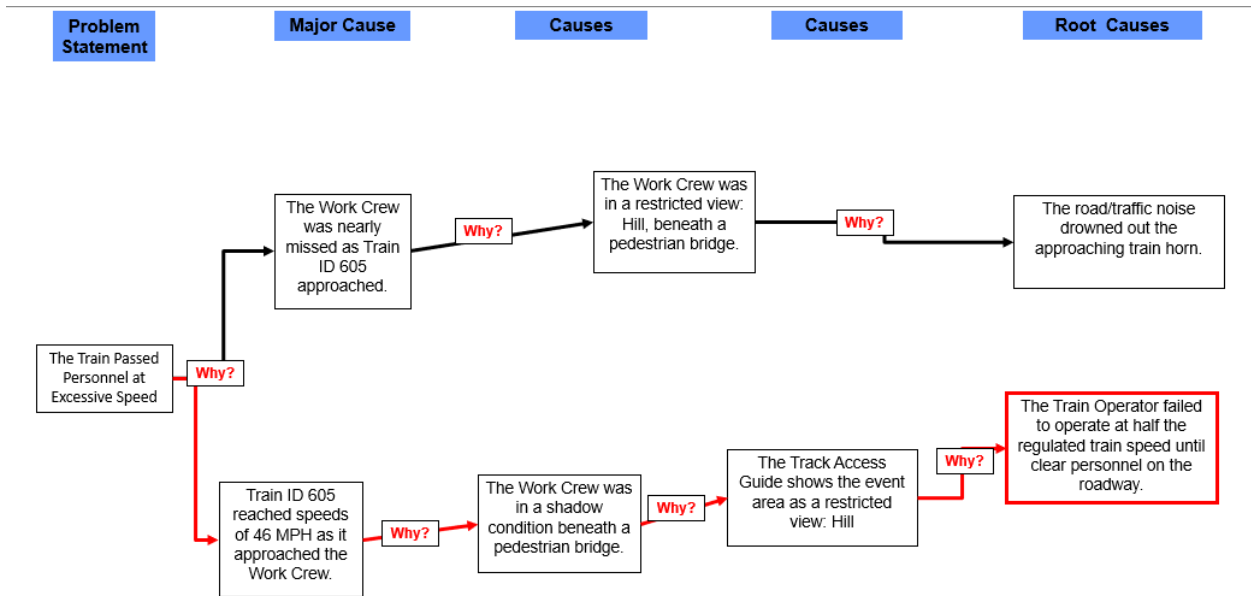 Problem
Statement
Major Cause
Causes
Causes
Root Causes
The Work Crew
was nearly
missed as Train
ID 605
approached.
Why?
The Work Crew was
in a restricted view:
Hill, beneath a
pedestrian bridge.
Why?
The road/traffic noise
drowned out the
approaching train horn.
The Train Passed
Personnel at
Excessive Speed
Why?
Train ID 605
reached speeds
of 46 MPH as it
approached the
Work Crew.
Why?
The Work Crew was
in a shadow
condition beneath a
pedestrian bridge.
Why?
The Track Access
Guide shows the event
area as a restricted
view: Hill
Why?
The Train Operator failed
to operate at half the
regulated train speed until
clear personnel on the
roadway.